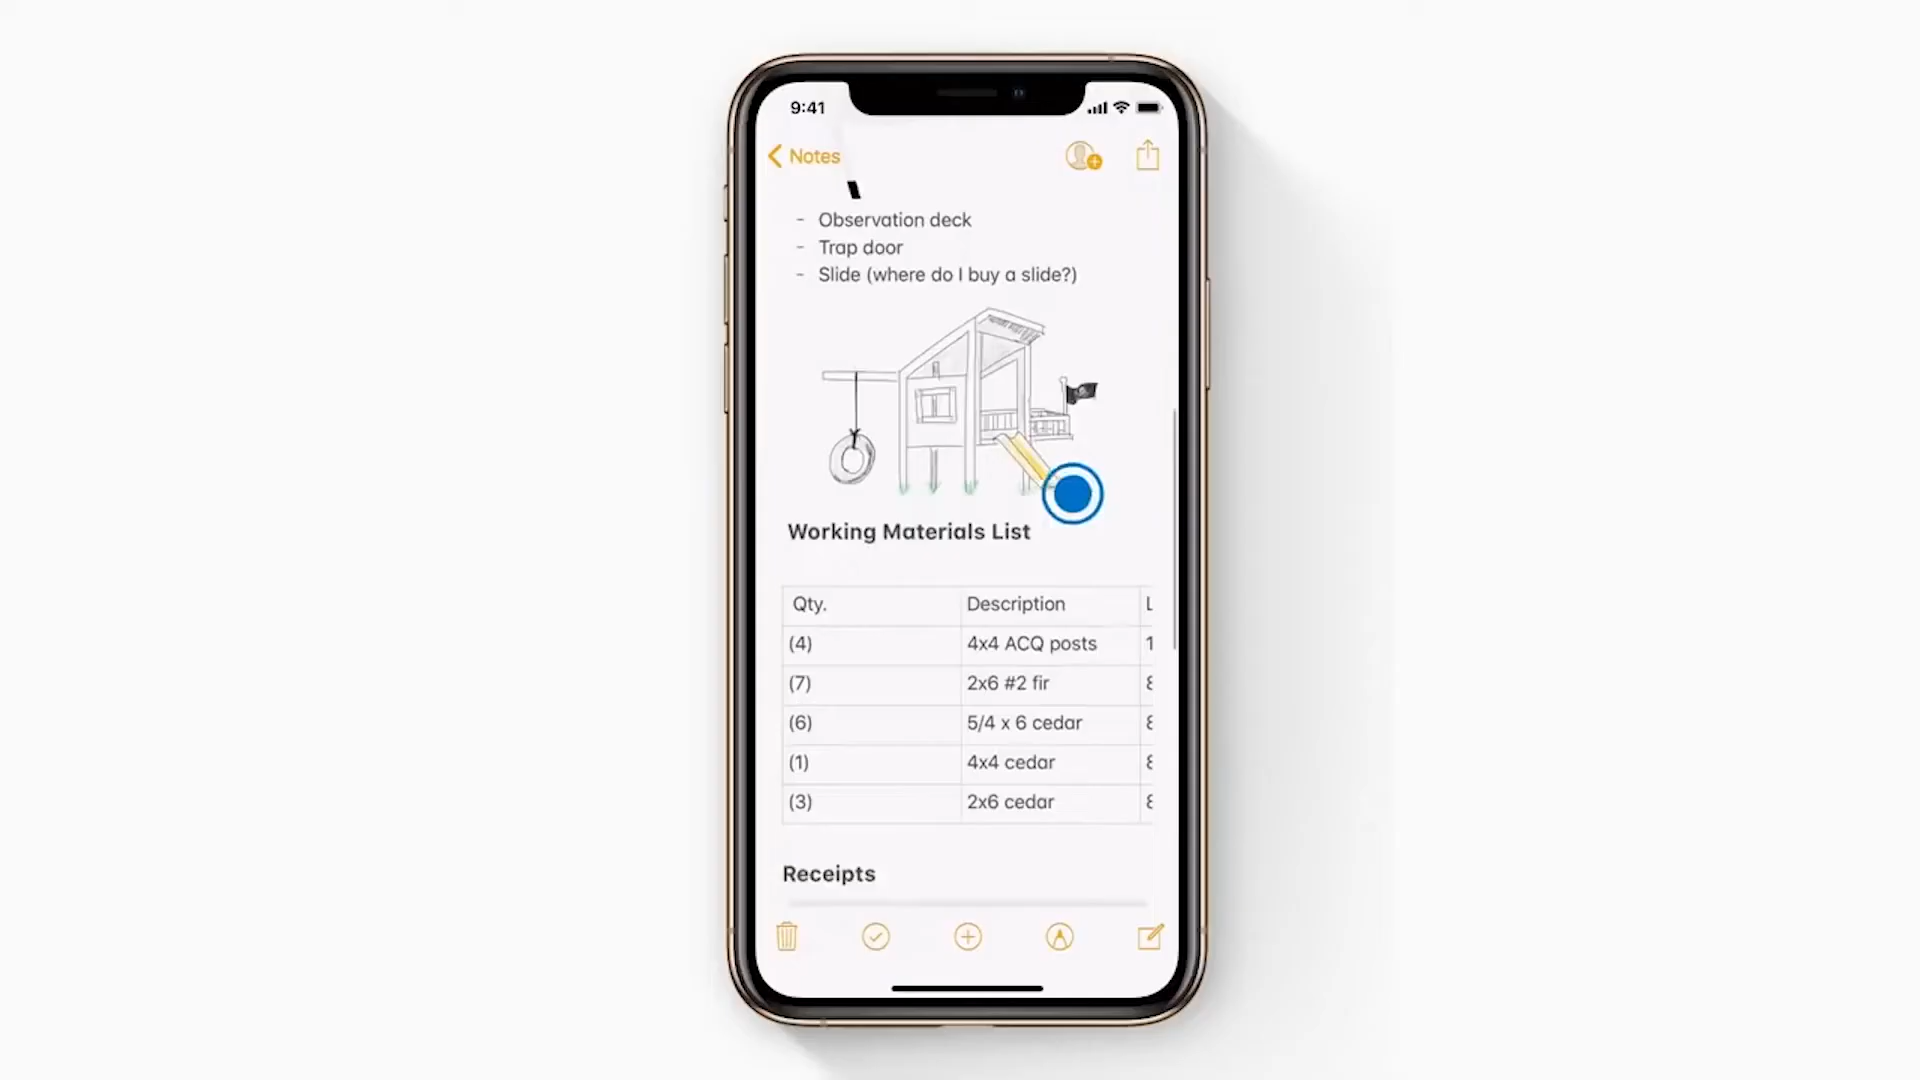 9:41
Notes
- Observation deck
- Trap door
- Slide (where do I buy a slide?)
Working Materials List
Qty. Description L
(4) 4x4 ACQ posts 1
(7) 2x6 #2 fir
(6) 5/4 x 6 cedar
(1) 4x4 cedar
(3) 2x6 cedar
Receipts